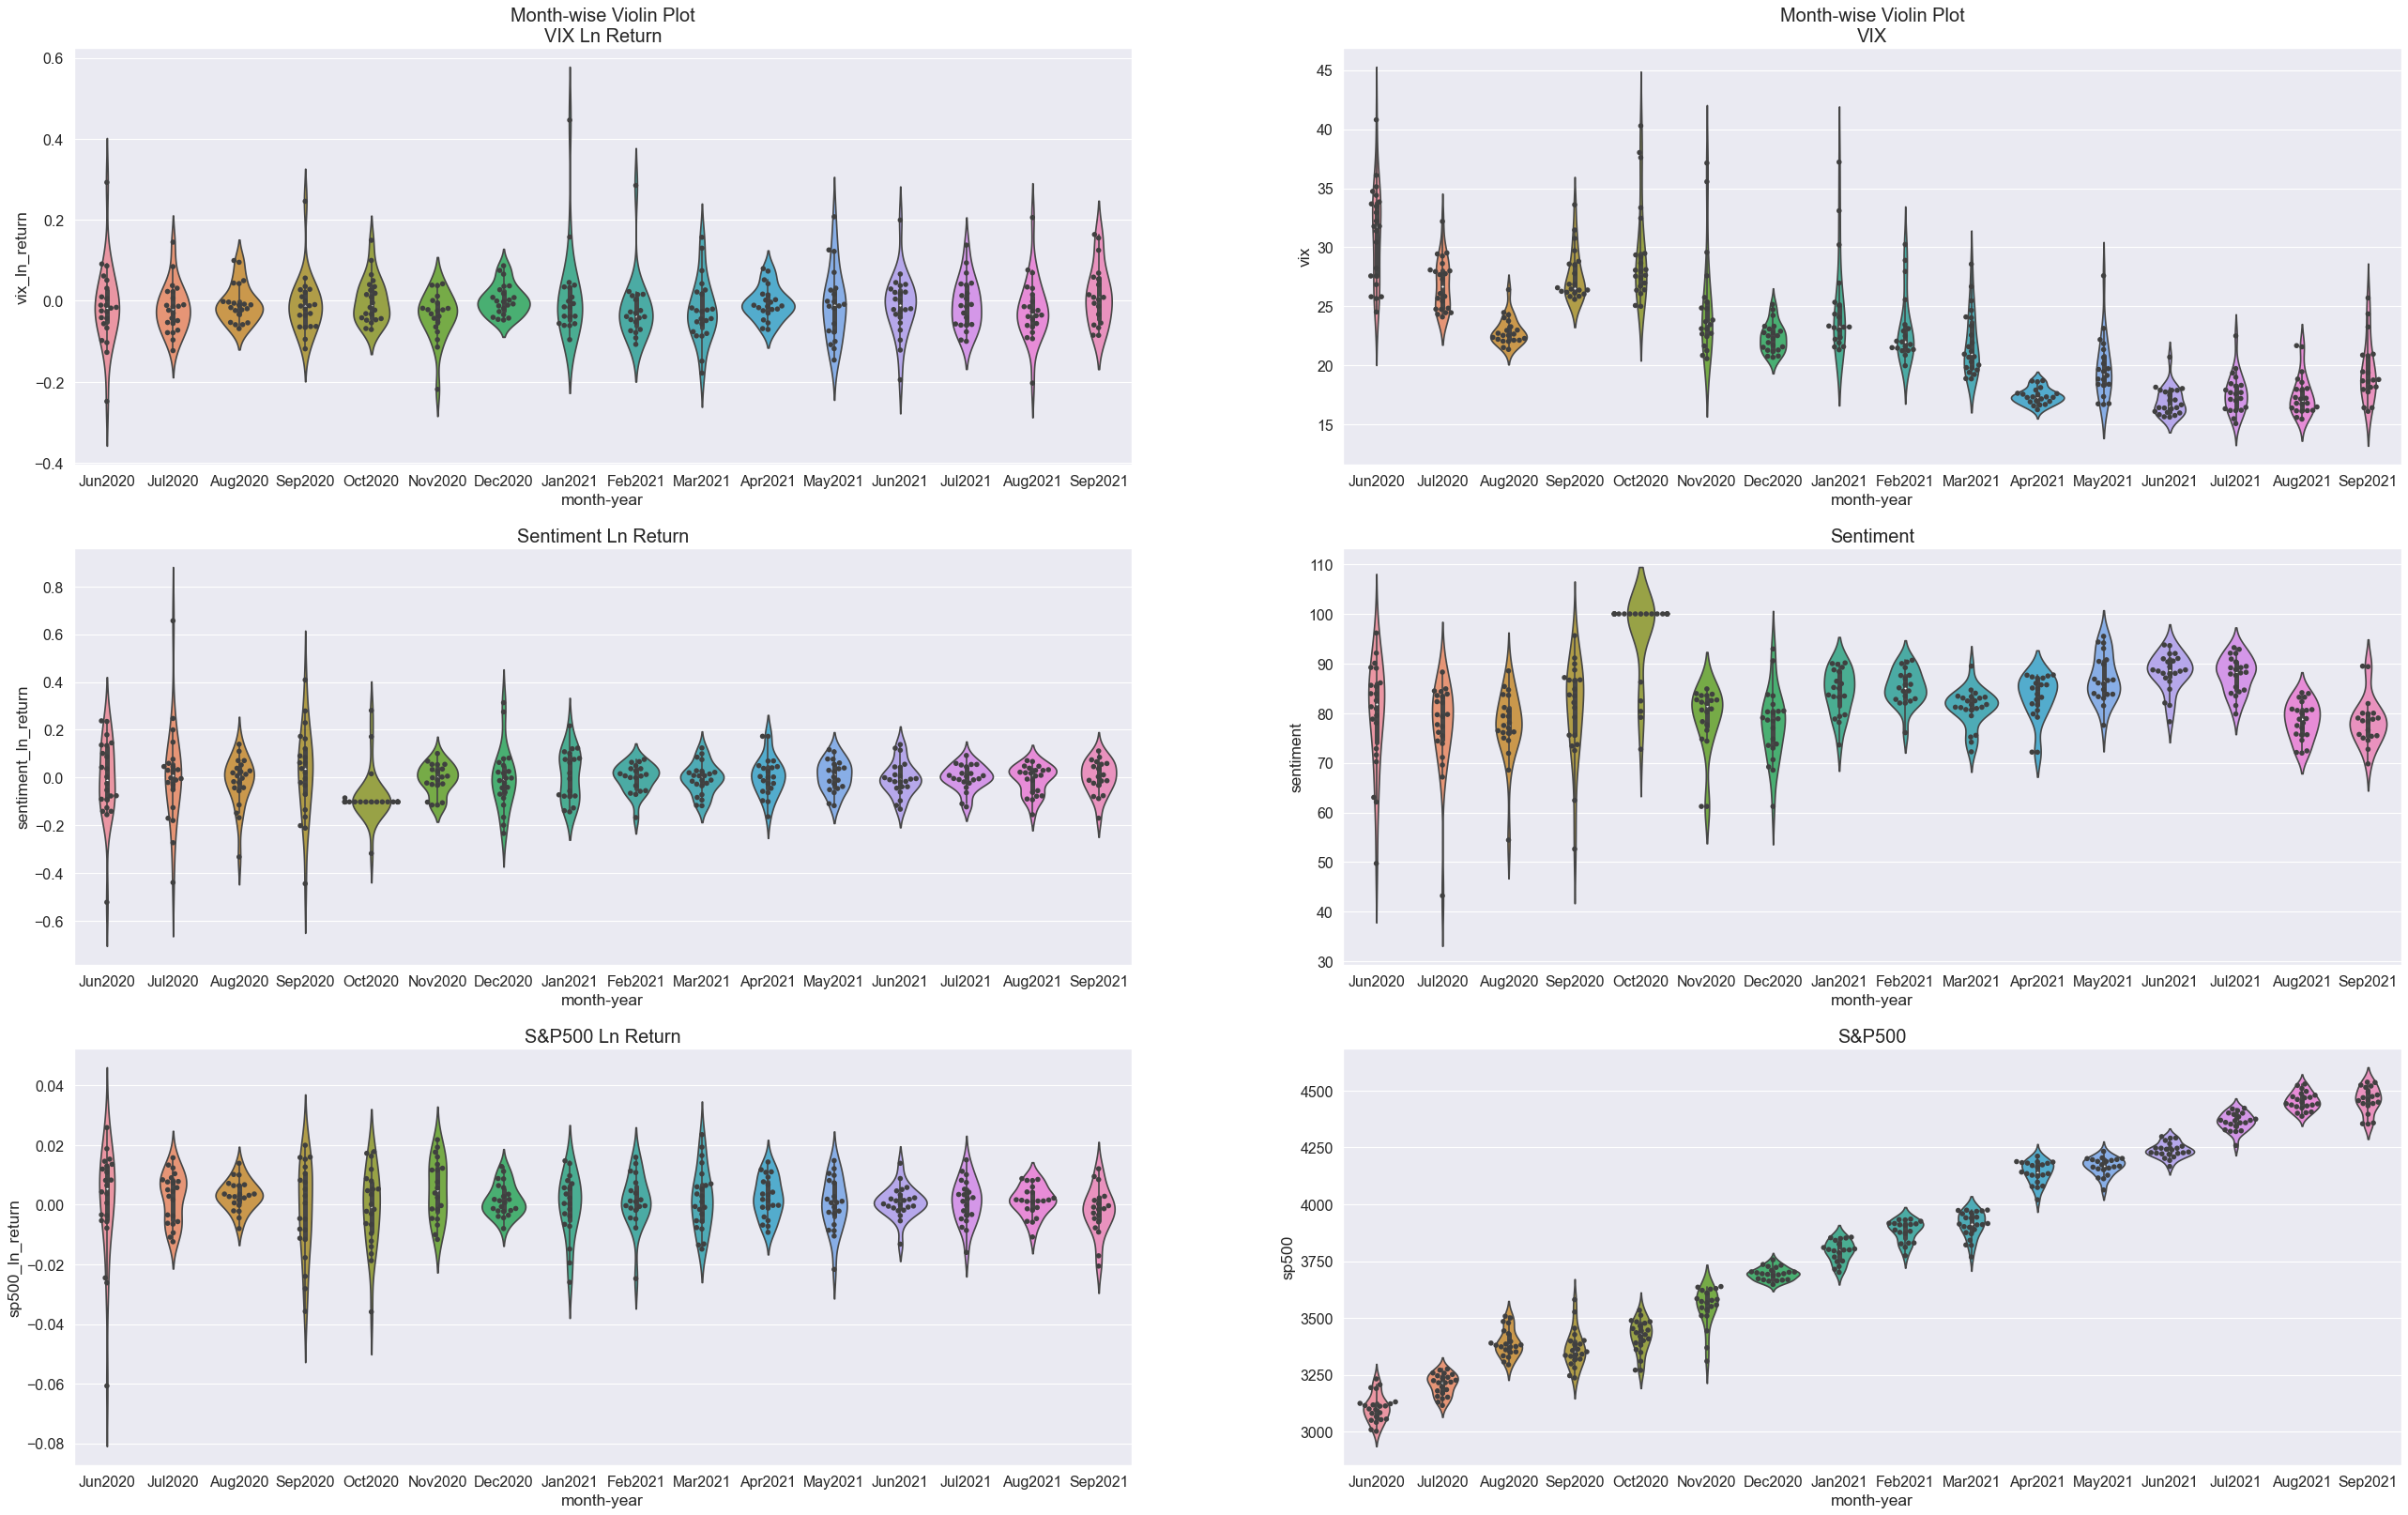 Month-wise Violin Plot
VIX Ln Return
0.6
0.4
0.2
0.0
−0.2
−0.4
vix_ln_return
Jun2020 Jul2020 Aug2020 Sep2020 Oct2020 Nov2020 Dec2020 Jan2021 Feb2021 Mar2021 Apr2021 May2021 Jun2021 Jul2021 Aug2021 Sep2021
month-year
Month-wise Violin Plot
VIX
45
40
35
30
25
20
15
vix
Jun2020 Jul2020 Aug2020 Sep2020 Oct2020 Nov2020 Dec2020 Jan2021 Feb2021 Mar2021 Apr2021 May2021 Jun2021 Jul2021 Aug2021 Sep2021
month-year
Sentiment Ln Return
0.8
0.6
0.4
0.2
0.0
−0.2
−0.4
−0.6
sentiment_ln_return
Jun2020 Jul2020 Aug2020 Sep2020 Oct2020 Nov2020 Dec2020 Jan2021 Feb2021 Mar2021 Apr2021 May2021 Jun2021 Jul2021 Aug2021 Sep2021
month-year
Sentiment
110
100
90
80
70
60
50
40
30
sentiment
Jun2020 Jul2020 Aug2020 Sep2020 Oct2020 Nov2020 Dec2020 Jan2021 Feb2021 Mar2021 Apr2021 May2021 Jun2021 Jul2021 Aug2021 Sep2021
month-year
S&P500 Ln Return
0.04
0.02
0.00
−0.02
−0.04
−0.06
−0.08
sp500_ln_return
Jun2020 Jul2020 Aug2020 Sep2020 Oct2020 Nov2020 Dec2020 Jan2021 Feb2021 Mar2021 Apr2021 May2021 Jun2021 Jul2021 Aug2021 Sep2021
month-year
S&P500
4500
4250
4000
3750
3500
3250
3000
sp500
Jun2020 Jul2020 Aug2020 Sep2020 Oct2020 Nov2020 Dec2020 Jan2021 Feb2021 Mar2021 Apr2021 May2021 Jun2021 Jul2021 Aug2021 Sep2021
month-year